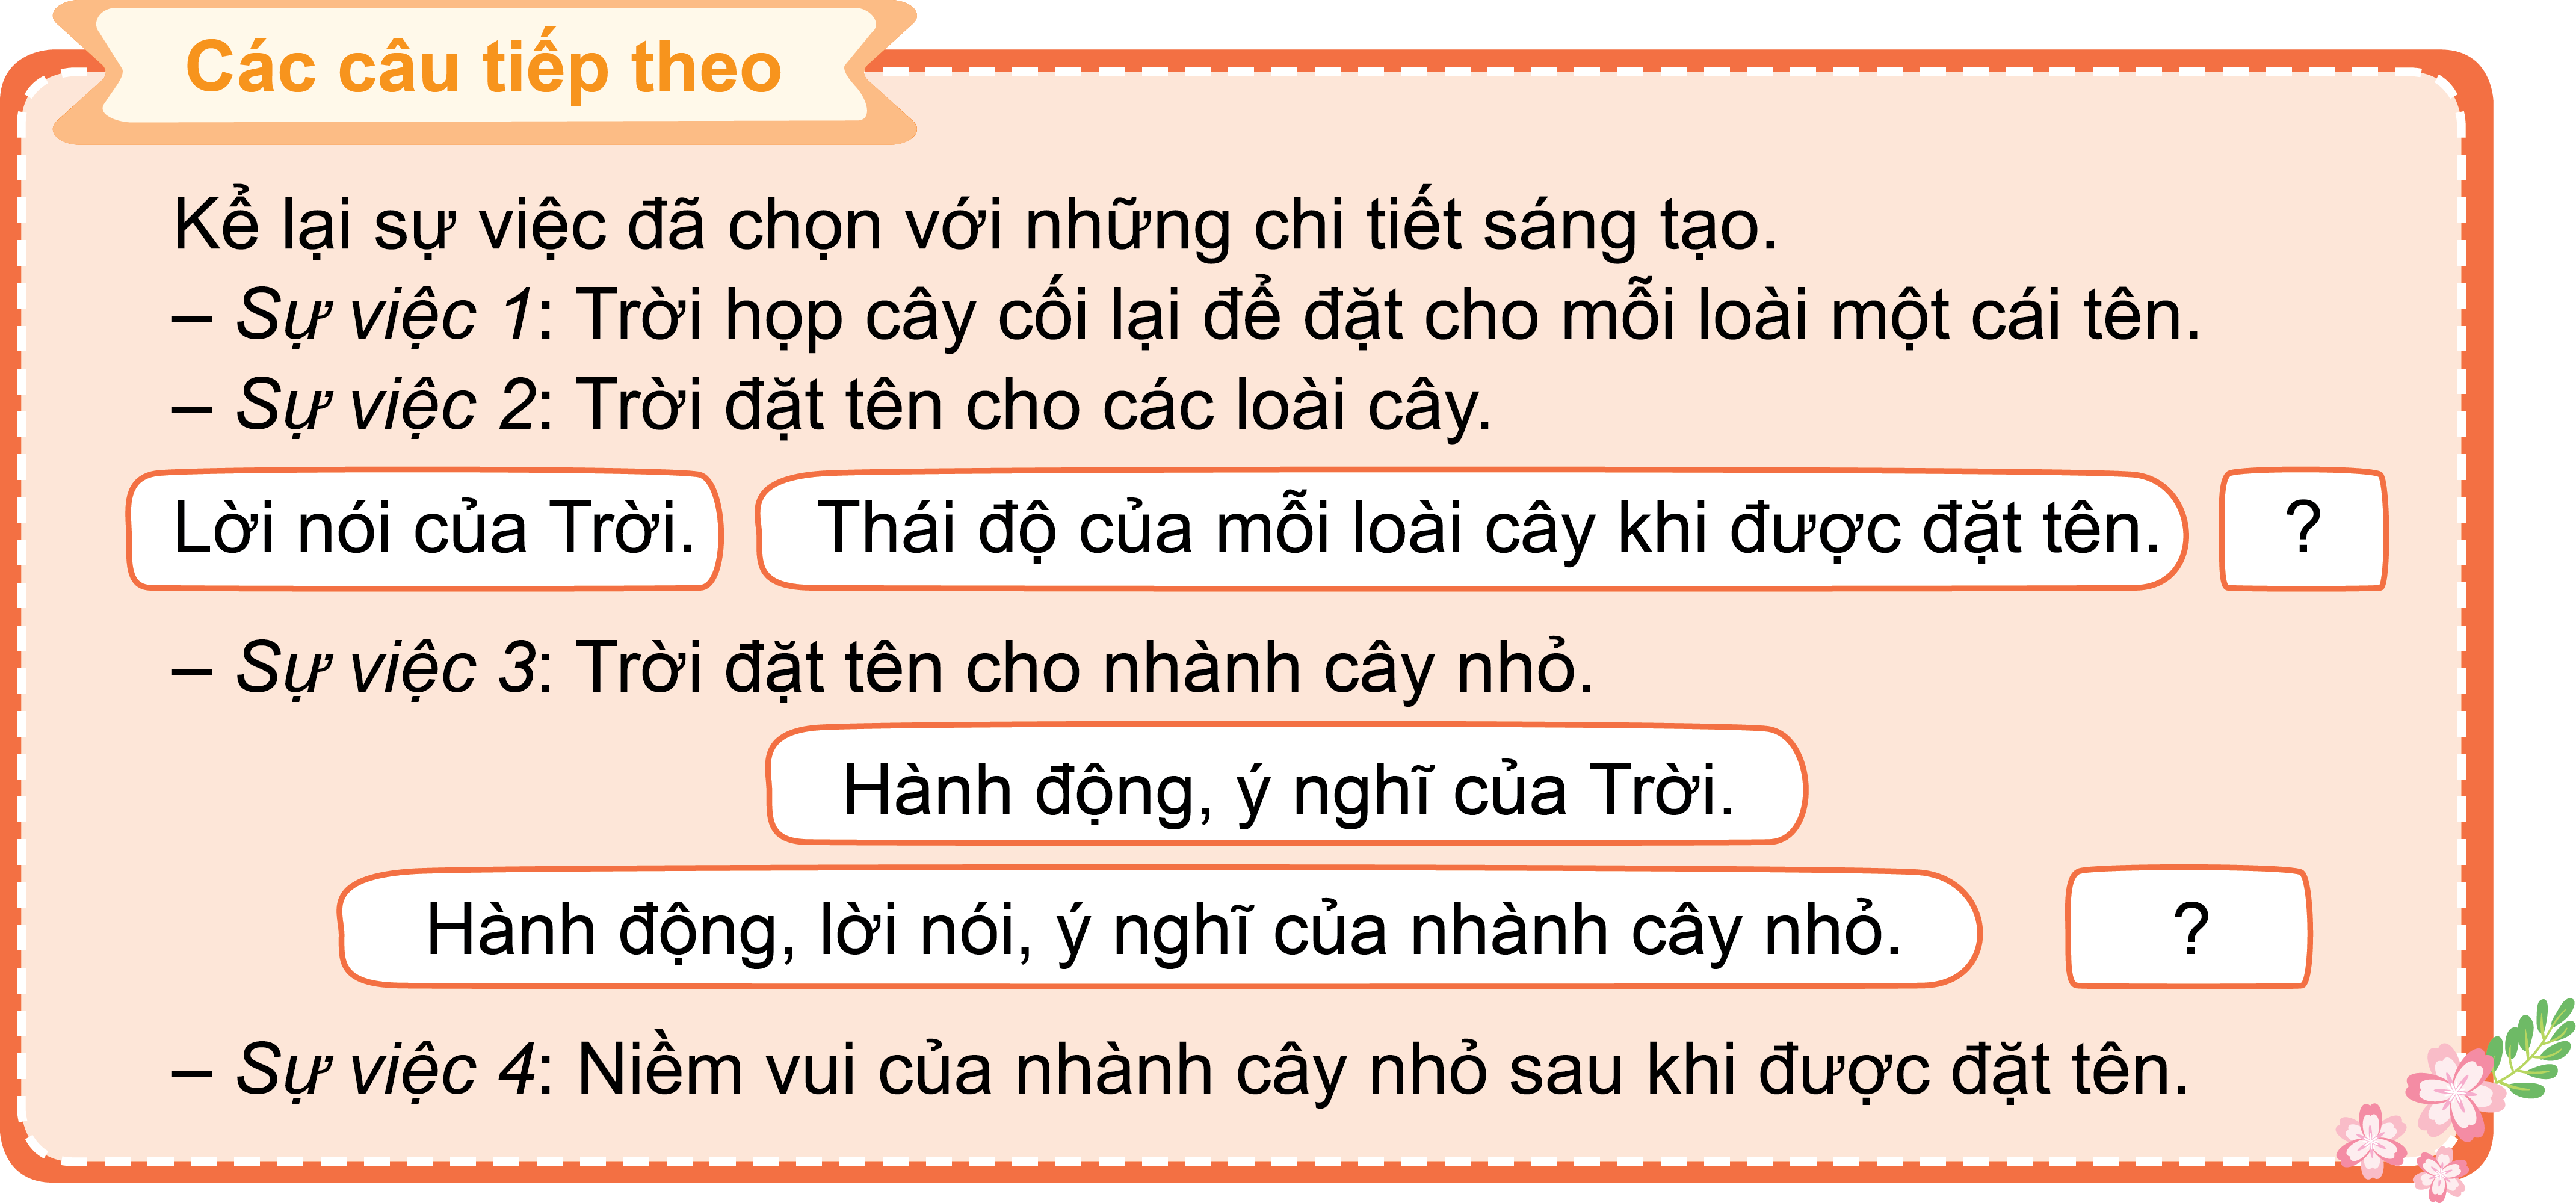 Các câu tiếp theo
Kể lại sự việc đã chọn với những chi tiết sáng tạo.
– Sự việc 1: Trời họp cây cối lại để đặt cho mỗi loài một cái tên.
– Sự việc 2: Trời đặt tên cho các loài cây.
Lời nói của Trời. Thái độ của mỗi loài cây khi được đặt tên. ?
– Sự việc 3: Trời đặt tên cho nhành cây nhỏ.
Hành động, ý nghĩ của Trời.
Hành động, lời nói, ý nghĩ của nhành cây nhỏ. ?
– Sự việc 4: Niềm vui của nhành cây nhỏ sau khi được đặt tên.